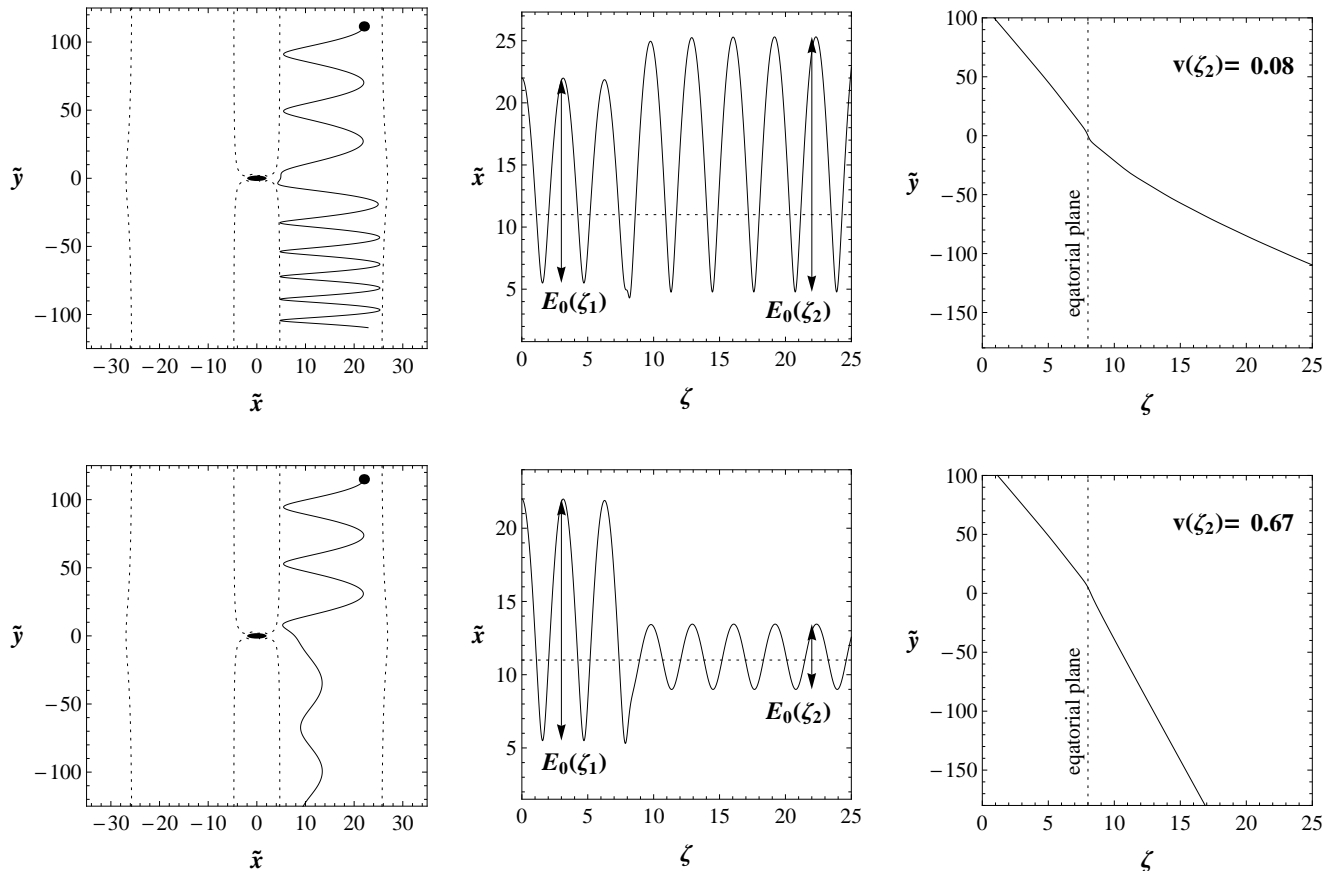 100
50
0
−50
−100
ỹ
−30 −20 −10 0 10 20 30
x̃
25
20
15
10
5
x̃
E₀(ζ₁)
E₀(ζ₂)
0 5 10 15 20 25
ζ
100
50
0
−50
−100
−150
ỹ
v(ζ₂)= 0.08
eqatorial plane
0 5 10 15 20 25
ζ
100
50
0
−50
−100
ỹ
−30 −20 −10 0 10 20 30
x̃
20
15
10
5
x̃
E₀(ζ₁)
E₀(ζ₂)
0 5 10 15 20 25
ζ
100
50
0
−50
−100
−150
ỹ
v(ζ₂)= 0.67
eqatorial plane
0 5 10 15 20 25
ζ